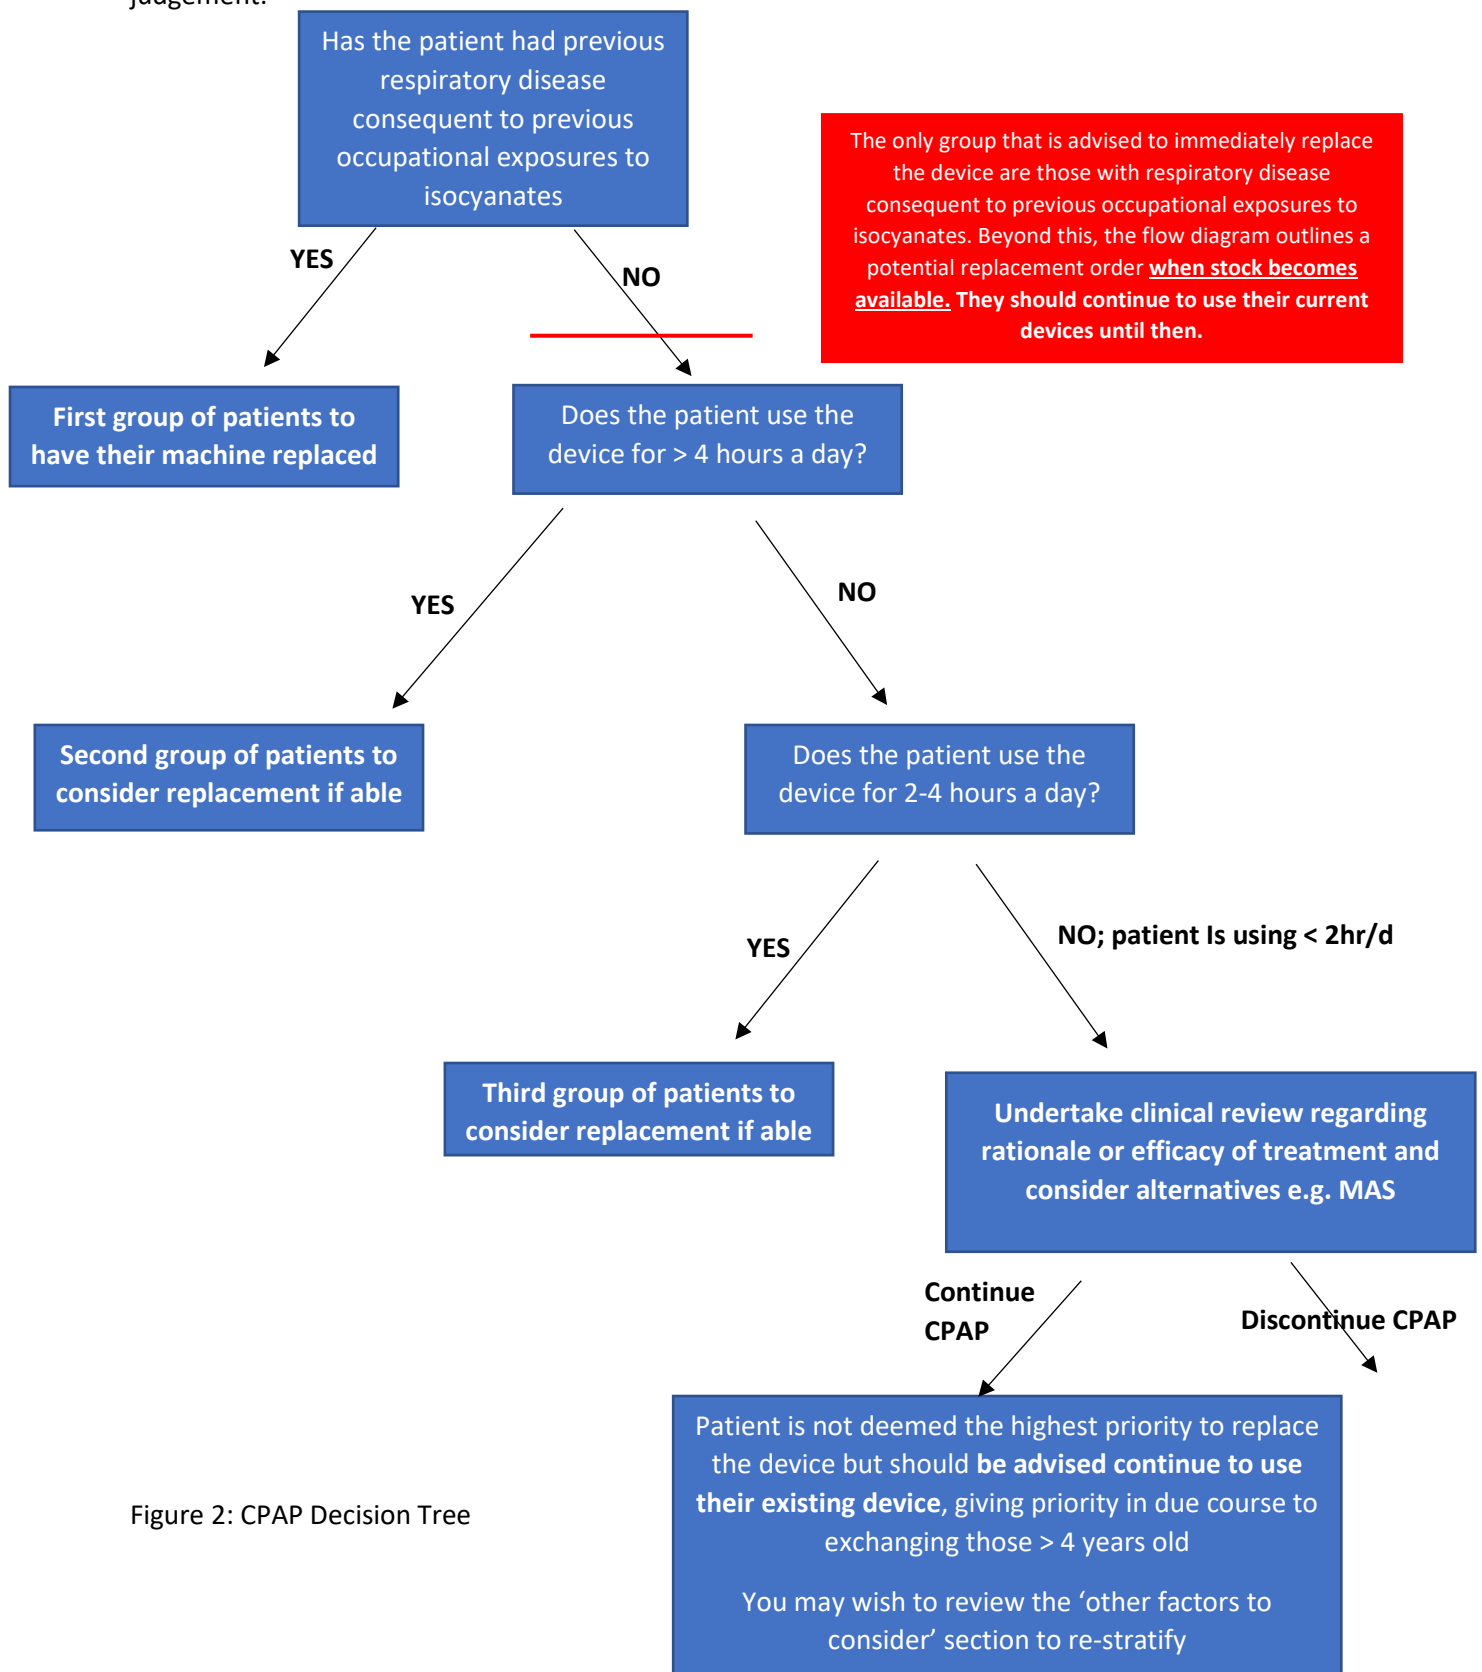 judgement.
Has the patient had previous
respiratory disease
consequent to previous
occupational exposures to
isocyanates
The only group that is advised to immediately replace
the device are those with respiratory disease
consequent to previous occupational exposures to
isocyanates. Beyond this, the flow diagram outlines a
potential replacement order when stock becomes
available. They should continue to use their current
devices until then.
YES
NO
First group of patients to
have their machine replaced
Does the patient use the
device for > 4 hours a day?
YES
NO
Second group of patients to
consider replacement if able
Does the patient use the
device for 2-4 hours a day?
YES
NO; patient Is using < 2hr/d
Third group of patients to
consider replacement if able
Undertake clinical review regarding
rationale or efficacy of treatment and
consider alternatives e.g. MAS
Continue
CPAP
Discontinue CPAP
Patient is not deemed the highest priority to replace
the device but should be advised continue to use
their existing device, giving priority in due course to
exchanging those > 4 years old
You may wish to review the ‘other factors to
consider’ section to re-stratify
Figure 2: CPAP Decision Tree